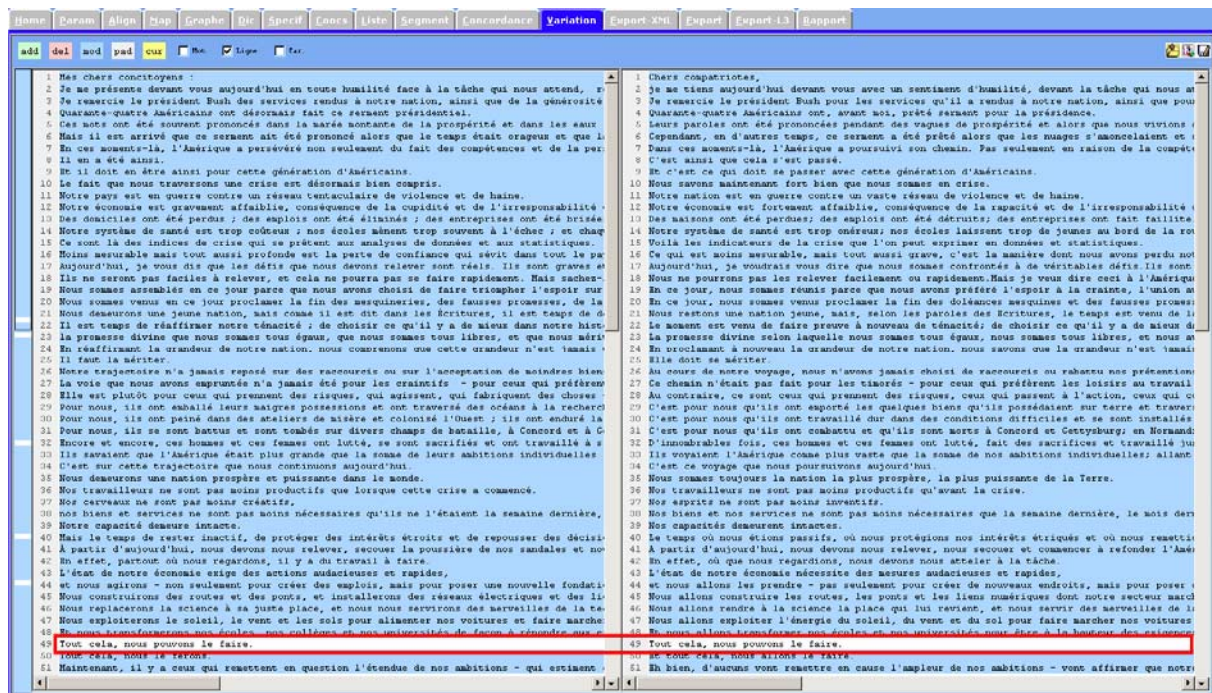 Home Param Align Map Graphe Dic Specif Concs Liste Segment Concordance Variation Export-XML Export Export-L3 Rapport
add del mod pad cur Mot Ligne Par.
1 Mes chers concitoyens :
2 Je me présente devant vous aujourd'hui en toute humilité face à la tâche qui nous attend,
3 Je remercie le président Bush des services rendus à notre nation, ainsi que de la générosité
4 Quarante-quatre Américains ont désormais fait ce serment présidentiel.
5 Ces mots ont été souvent prononcés dans la marée montante de la prospérité et dans les eaux
6 Mais il est arrivé que ce serment ait été prononcé alors que le temps était orageux et que l
7 En ces moments-là, l'Amérique a persévéré non seulement du fait des compétences et de la per
8 Il en a été ainsi.
9 Et il doit en être ainsi pour cette génération d'Américains.
10 Le fait que nous traversons une crise est désormais bien compris.
11 Notre pays est en guerre contre un réseau tentaculaire de violence et de haine.
12 Notre économie est gravement affaiblie, conséquence de la cupidité et de l'irresponsabilité
13 Des domiciles ont été perdus ; des emplois ont été éliminés ; des entreprises ont été brisée
14 Notre système de santé est trop coûteux ; nos écoles mènent trop souvent à l'échec ; et chaq
15 Ce sont là des indices de crise qui se prêtent aux analyses de données et aux statistiques.
16 Moins mesurable mais tout aussi profonde est la perte de confiance qui sévit dans tout le pa
17 Aujourd'hui, je vous dis que les défis que nous devons relever sont réels. Ils sont graves et
18 Ils ne seront pas faciles à relever, et cela ne pourra pas se faire rapidement. Mais sachen-
19 Nous sommes assemblés en ce jour parce que nous avons choisi de faire triompher l'espoir sur
20 Nous sommes venus en ce jour proclamer la fin des mesquineries, des fausses promesses, de la
21 Nous demeurons une jeune nation, mais comme il est dit dans les Écritures, il est temps de d
22 Il est temps de réaffirmer notre ténacité ; de choisir ce qu'il y a de mieux dans notre hist
23 La promesse divine que nous sommes tous égaux, que nous sommes tous libres, et que nous méri
24 En réaffirmant la grandeur de notre nation, nous comprenons que cette grandeur n'est jamais
25 Il faut la mériter.
26 Notre trajectoire n'a jamais reposé sur des raccourcis ou sur l'acceptation de moindres bien
27 La voie que nous avons empruntée n'a jamais été pour les craintifs - pour ceux qui préfèren
28 Elle est plutôt pour ceux qui prennent des risques, qui agissent, qui fabriquent des choses
29 Pour nous, ils ont emballé leurs maigres possessions et ont traversé des océans à la recherch
30 Pour nous, ils ont peiné dans des ateliers de misère et colonisé l'Ouest ; ils ont enduré la
31 Pour nous, ils se sont battus et sont tombés sur divers champs de bataille, à Concord et à G
32 Encore et encore, ces hommes et ces femmes ont lutté, se sont sacrifiés et ont travaillé à s
33 Ils savaient que l'Amérique était plus grande que la somme de leurs ambitions individuelles
34 C'est sur cette trajectoire que nous continuons aujourd'hui.
35 Nous demeurons une nation prospère et puissante dans le monde.
36 Nos travailleurs ne sont pas moins productifs que lorsque cette crise a commencé.
37 Nos cerveaux ne sont pas moins créatifs,
38 nos biens et services ne sont pas moins nécessaires qu'ils ne l'étaient la semaine dernière,
39 Notre capacité demeure intacte.
40 Mais le temps de rester inactif, de protéger des intérêts étroits et de repousser des décisi
41 À partir d'aujourd'hui, nous devons nous relever, secouer la poussière de nos sandales et no
42 En effet, partout où nous regardons, il y a du travail à faire.
43 L'état de notre économie exige des actions audacieuses et rapides,
44 et nous agirons - non seulement pour créer des emplois, mais pour poser une nouvelle fondati
45 Nous construirons des routes et des ponts, et installerons des réseaux électriques et des li
46 Nous replacerons la science à sa juste place, et nous nous servirons des merveilles de la te
47 Nous exploiterons le soleil, le vent et les sols pour alimenter nos voitures et faire marche
48 Et nous transformerons nos écoles, nos collèges et nos universités de façon à répondre aux e
49 Tout cela, nous pouvons le faire.
50 Tout cela, nous le ferons.
51 Maintenant, il y a ceux qui remettent en question l'étendue de nos ambitions - qui estiment
1 Chers compatriotes,
2 je me tiens aujourd'hui devant vous avec un sentiment d'humilité, devant la tâche qui nous at
3 Je remercie le président Bush pour les services qu'il a rendus à notre nation, ainsi que pou
4 Quarante-quatre Américains ont, avant moi, prêté serment pour la présidence.
5 Leurs paroles ont été prononcées pendant des vagues de prospérité et alors que nous vivions
6 Cependant, en d'autres temps, ce serment a été prêté alors que les nuages s'amoncelaient et
7 Dans ces moments-là, l'Amérique a poursuivi son chemin. Pas seulement en raison de la compét
8 C'est ainsi que cela s'est passé.
9 Et c'est ce qui doit se passer avec cette génération d'Américains.
10 Nous savons maintenant fort bien que nous sommes en crise.
11 Notre nation est en guerre contre un vaste réseau de violence et de haine.
12 Notre économie est fortement affaiblie, conséquence de la rapacité et de l'irresponsabilité
13 Des maisons ont été perdues; des emplois ont été détruits; des entreprises ont fait faillite.
14 Notre système de santé est trop onéreux; nos écoles laissent trop de jeunes au bord de la rou
15 Voilà les indicateurs de la crise que l'on peut exprimer en données et statistiques.
16 Ce qui est moins mesurable, mais tout aussi grave, c'est la manière dont nous avons perdu not
17 Aujourd'hui, je voudrais vous dire que nous sommes confrontés à de véritables défis.Ils sont
18 Nous ne pourrons pas les relever facilement ou rapidement.Mais je veux dire ceci à l'Amérique
19 En ce jour, nous sommes réunis parce que nous avons préféré l'espoir à la crainte, l'union au
20 En ce jour, nous sommes venus proclamer la fin des doléances mesquines et des fausses promess
21 Nous restons une nation jeune, mais, selon les paroles des Ecritures, le temps est venu de l
22 Le moment est venu de faire preuve à nouveau de ténacité; de choisir ce qu'il y a de mieux d
23 La promesse divine selon laquelle nous sommes tous égaux, nous sommes tous libres, et nous a
24 En proclamant à nouveau la grandeur de notre nation, nous savons que la grandeur n'est jamai
25 Elle doit se mériter.
26 Au cours de notre voyage, nous n'avons jamais choisi de raccourcis ou rabattu nos prétention
27 Ce chemin n'était pas fait pour les timorés - pour ceux qui préfèrent les loisirs au travail
28 Au contraire, ce sont ceux qui prennent des risques, ceux qui passent à l'action, ceux qui c
29 C'est pour nous qu'ils ont emporté les quelques biens qu'ils possédaient sur terre et traver
30 C'est pour nous qu'ils ont travaillé dur dans des conditions difficiles et se sont installés
31 C'est pour nous qu'ils ont combattu et qu'ils sont morts à Concord et Gettysburg; en Normand
32 D'innombrables fois, ces hommes et ces femmes ont lutté, fait des sacrifices et travaillé ju
33 Ils voyaient l'Amérique comme plus vaste que la somme de nos ambitions individuelles; allant
34 C'est ce voyage que nous poursuivons aujourd'hui.
35 Nous sommes toujours la nation la plus prospère, la plus puissante de la Terre.
36 Nos travailleurs ne sont pas moins productifs qu'avant la crise.
37 Nos esprits ne sont pas moins inventifs.
38 Nos biens et nos services ne sont pas moins nécessaires que la semaine dernière, le mois der
39 Nos capacités demeurent intactes.
40 Le temps où nous étions passifs, où nous protégions nos intérêts étriqués et où nous remetti
41 A partir d'aujourd'hui, nous devons nous relever, nous secouer et commencer à refonder l'Amé
42 En effet, où que nous regardions, nous devons nous atteler à la tâche.
43 L'état de notre économie nécessite des mesures audacieuses et rapides,
44 et nous allons les prendre - pas seulement pour créer de nouveaux endroits, mais pour poser
45 Nous allons construire les routes, les ponts et les liens numériques dont notre secteur march
46 Nous allons rendre à la science la place qui lui revient, et nous servir des merveilles de l
47 Nous allons exploiter l'énergie du soleil, du vent et du sol pour faire marcher nos voitures
48 Et nous allons transformer nos écoles et nos universités pour être à la hauteur des exigence
49 Tout cela, nous pouvons le faire.
50 Et tout cela, nous allons le faire.
51 Eh bien, d'aucuns vont remettre en cause l'ampleur de nos ambitions - vont affirmer que notr